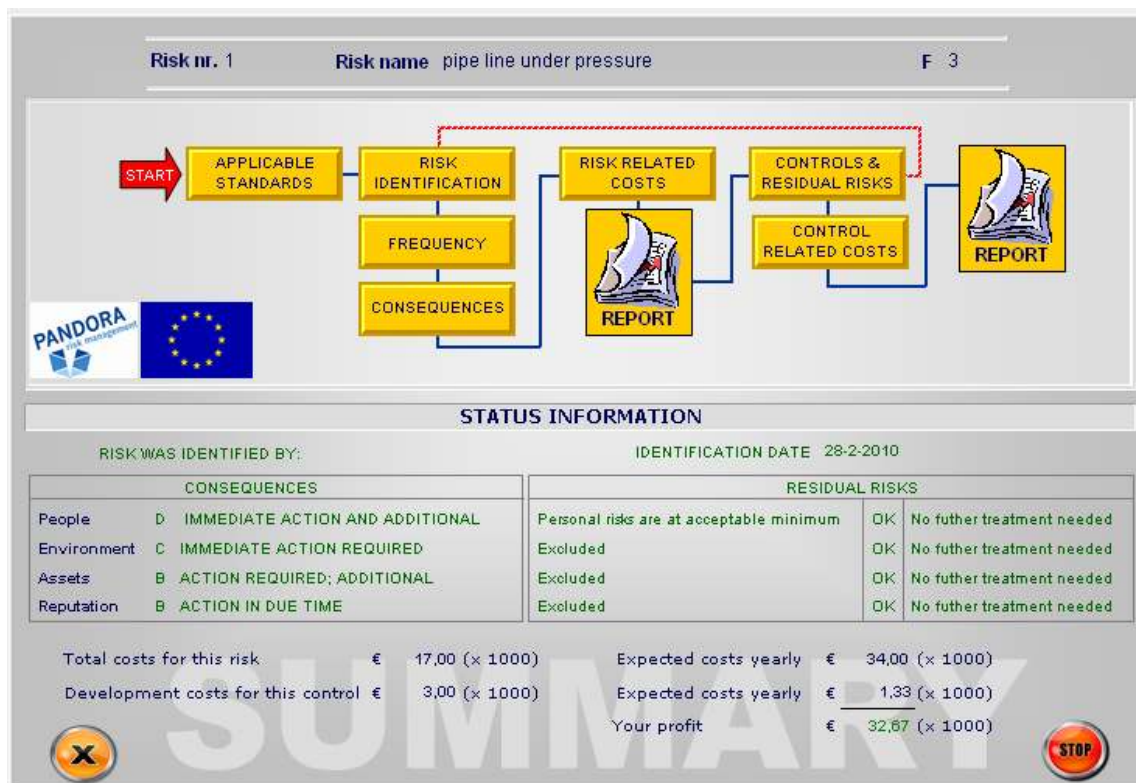 Risk nr. 1 Risk name pipe line under pressure F 3
START
APPLICABLE
STANDARDS
RISK
IDENTIFICATION
FREQUENCY
CONSEQUENCES
RISK RELATED
COSTS
REPORT
CONTROLS &
RESIDUAL RISKS
CONTROL
RELATED COSTS
REPORT
PANDORA
risk management
STATUS INFORMATION
RISK WAS IDENTIFIED BY: IDENTIFICATION DATE 28-2-2010
CONSEQUENCES RESIDUAL RISKS
People D IMMEDIATE ACTION AND ADDITIONAL Personal risks are at acceptable minimum OK No futher treatment needed
Environment C IMMEDIATE ACTION REQUIRED Excluded OK No futher treatment needed
Assets B ACTION REQUIRED; ADDITIONAL Excluded OK No futher treatment needed
Reputation B ACTION IN DUE TIME Excluded OK No futher treatment needed
Total costs for this risk € 17,00 (x 1000) Expected costs yearly € 34,00 (x 1000)
Development costs for this control € 3,00 (x 1000) Expected costs yearly € 1,33 (x 1000)
Your profit € 32,67 (x 1000)
SUMMARY
X
STOP